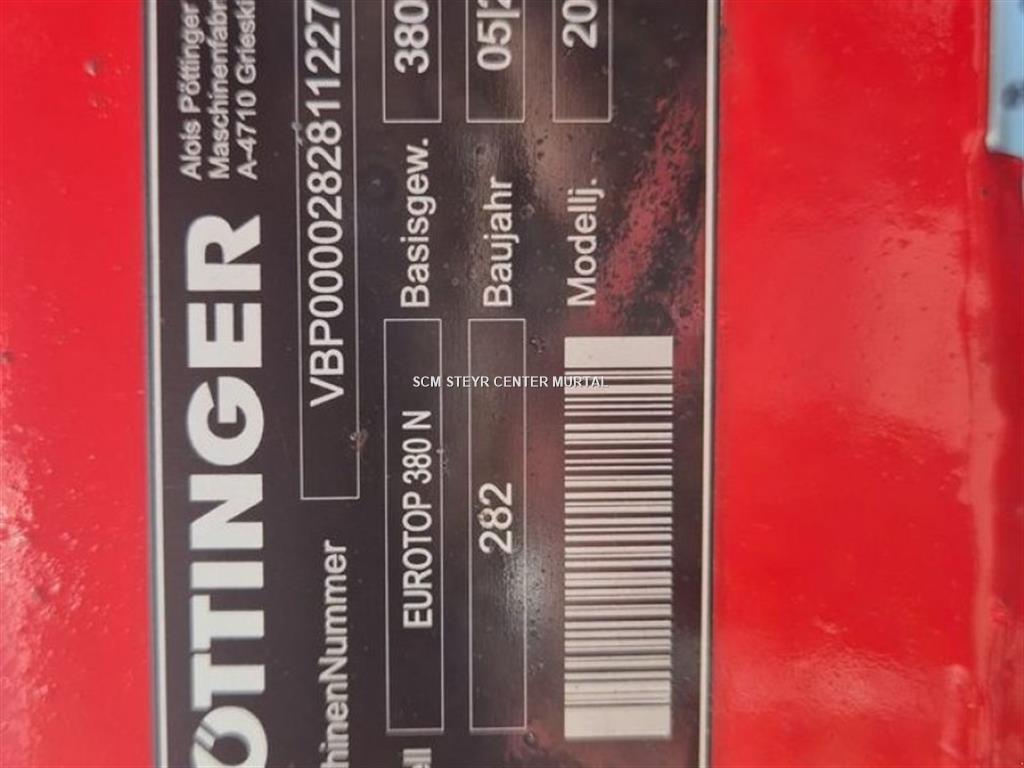 ÖTTINGER
Alois Pöttinger
Maschinenfabr
A-4710 Grieski
hinenNummer VBP0000282811227
ell EUROTOP 380 N Basisgew. 380
282 Baujahr 05|2
Modellj. 20
SCM STEYR CENTER MURTAL